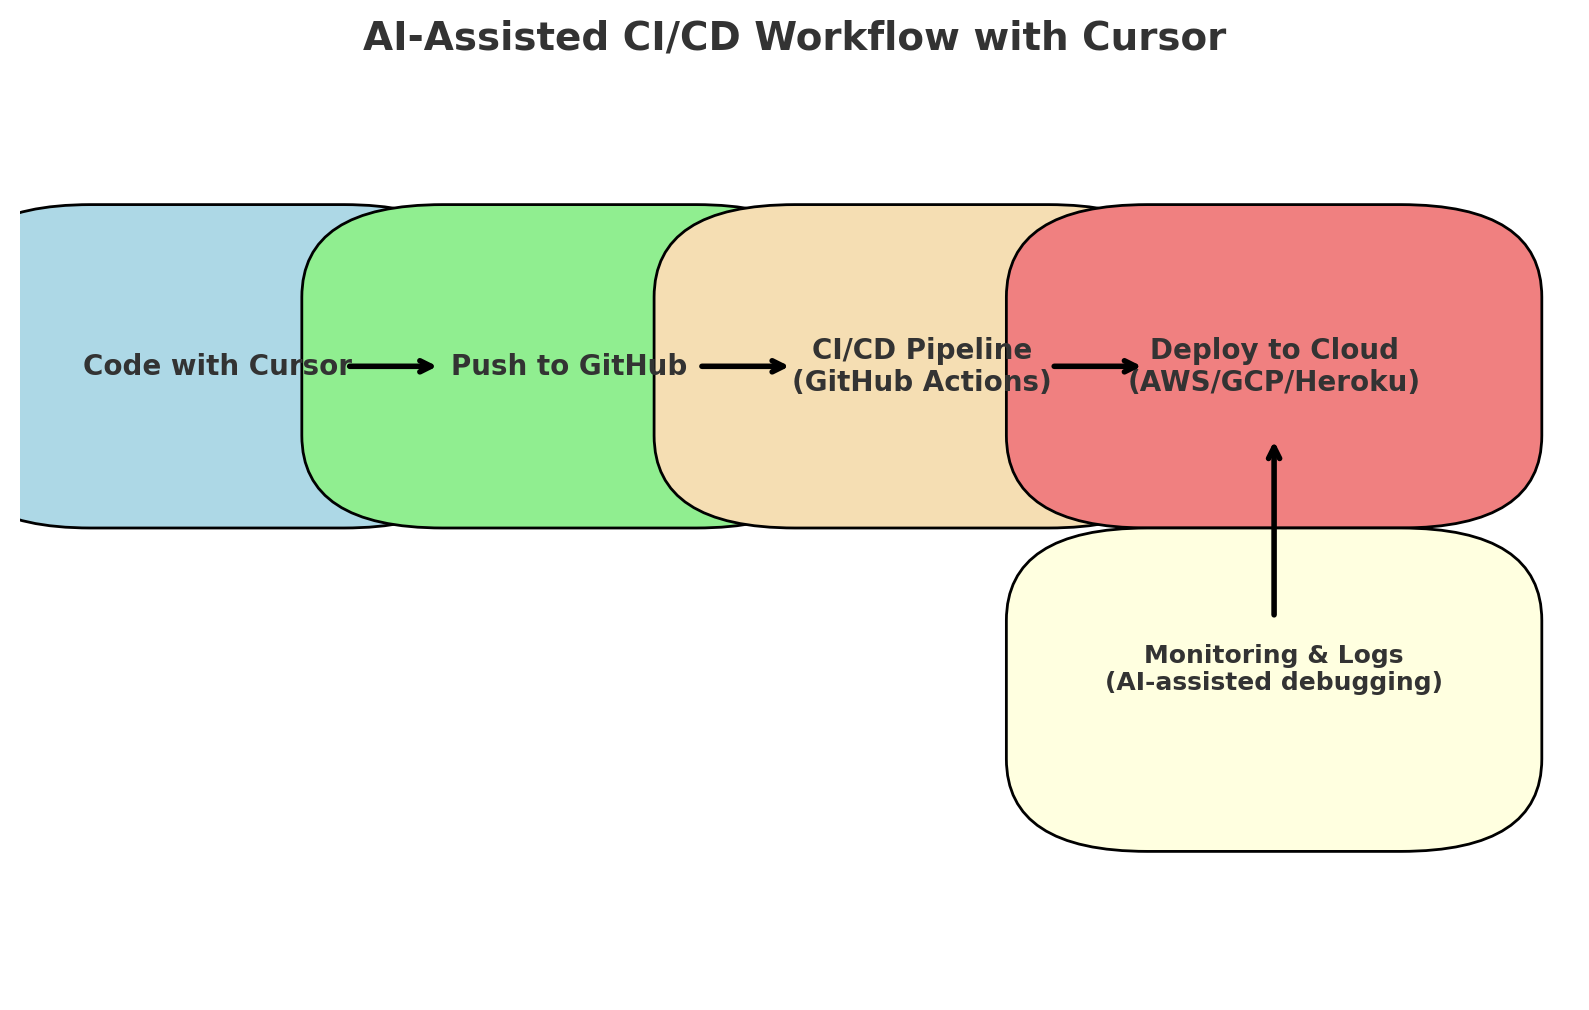 AI-Assisted CI/CD Workflow with Cursor
Code with Cursor
Push to GitHub
CI/CD Pipeline
(GitHub Actions)
Deploy to Cloud
(AWS/GCP/Heroku)
Monitoring & Logs
(AI-assisted debugging)